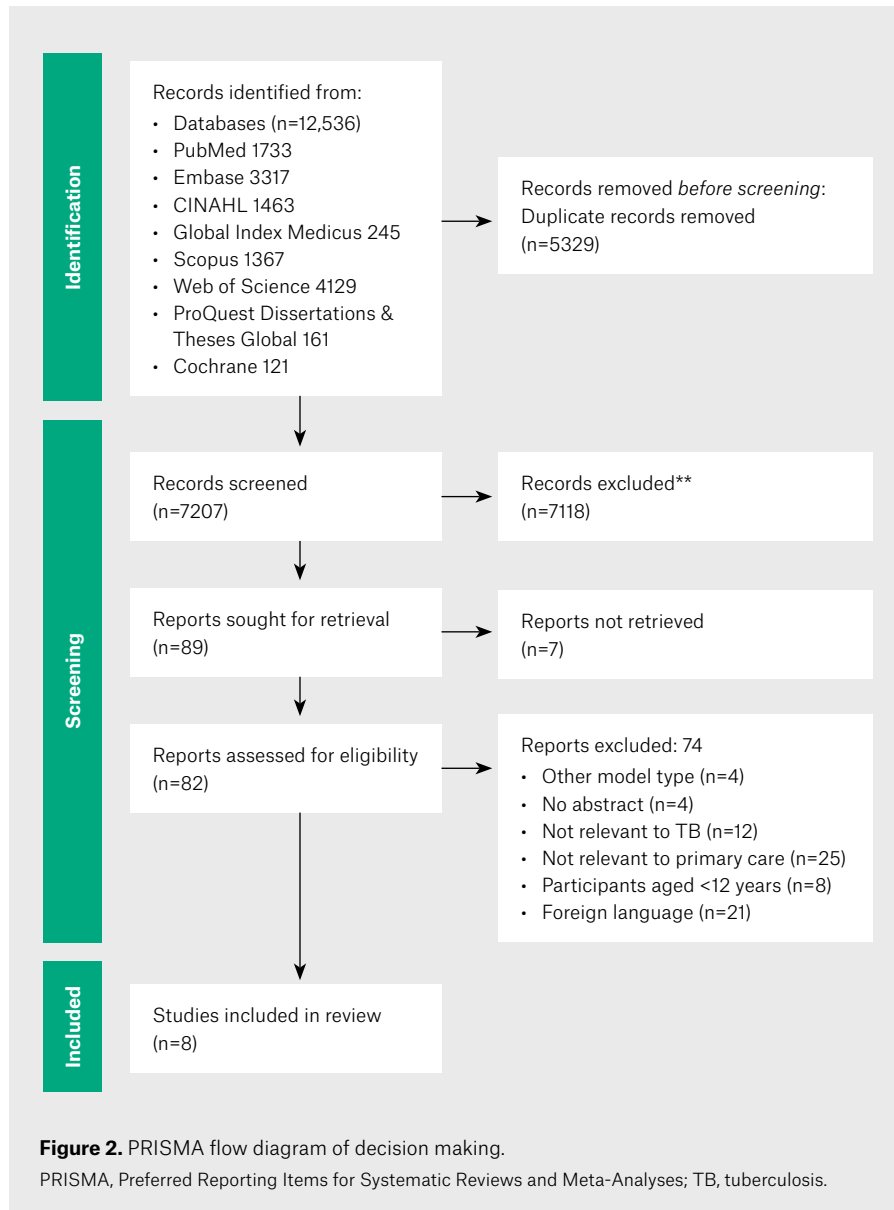 Identification
Records identified from:
• Databases (n=12,536)
• PubMed 1733
• Embase 3317
• CINAHL 1463
• Global Index Medicus 245
• Scopus 1367
• Web of Science 4129
• ProQuest Dissertations &
Theses Global 161
• Cochrane 121
Records removed before screening:
Duplicate records removed
(n=5329)
Screening
Records screened
(n=7207)
Records excluded**
(n=7118)
Reports sought for retrieval
(n=89)
Reports not retrieved
(n=7)
Reports assessed for eligibility
(n=82)
Reports excluded: 74
• Other model type (n=4)
• No abstract (n=4)
• Not relevant to TB (n=12)
• Not relevant to primary care (n=25)
• Participants aged <12 years (n=8)
• Foreign language (n=21)
Included
Studies included in review
(n=8)
Figure 2. PRISMA flow diagram of decision making.
PRISMA, Preferred Reporting Items for Systematic Reviews and Meta-Analyses; TB, tuberculosis.